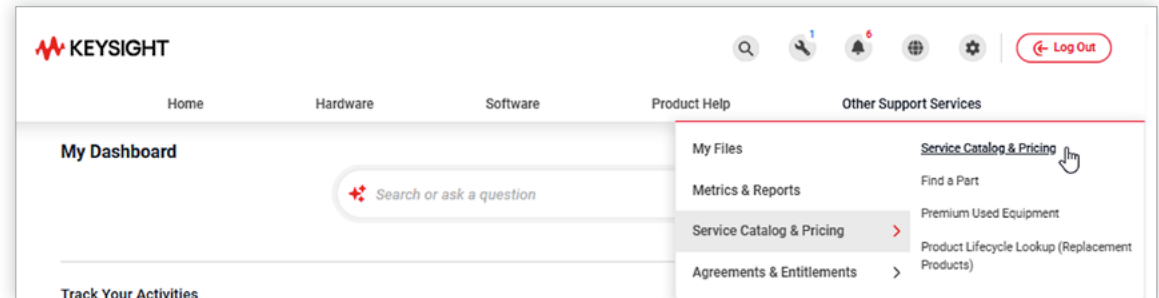 KEYSIGHT
1
6
Log Out
Home
Hardware
Software
Product Help
Other Support Services
My Dashboard
Search or ask a question
My Files
Metrics & Reports
Service Catalog & Pricing
Agreements & Entitlements
Service Catalog & Pricing
Find a Part
Premium Used Equipment
Product Lifecycle Lookup (Replacement
Products)
Track Your Activities